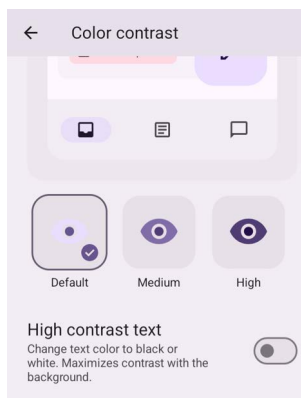 Color contrast
Default
Medium
High
High contrast text
Change text color to black or
white. Maximizes contrast with the
background.